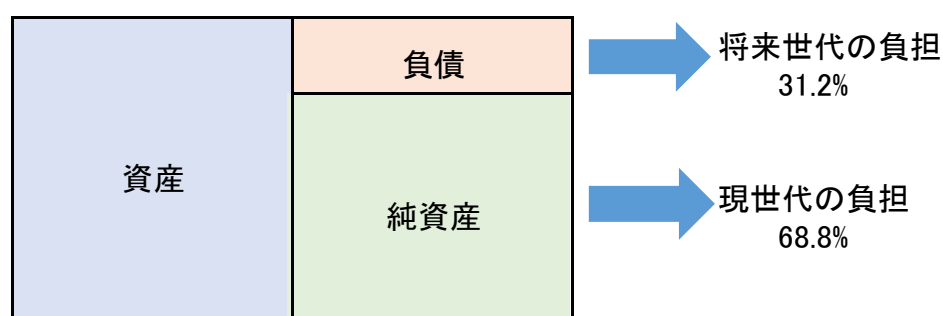 負債
将来世代の負担
31.2%
資産
純資産
現世代の負担
68.8%